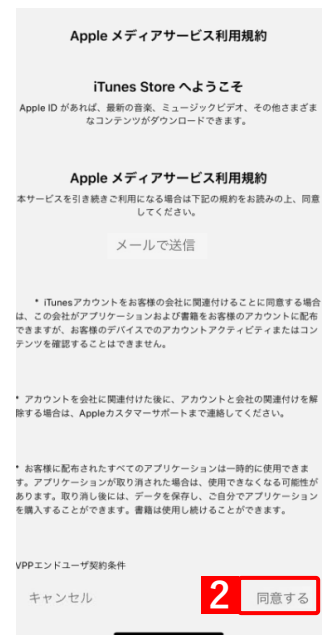 Apple メディアサービス利用規約
iTunes Store へようこそ
Apple ID があれば、最新の音楽、ミュージックビデオ、その他さまざま
なコンテンツがダウンロードできます。
Apple メディアサービス利用規約
本サービスを引き続きご利用になる場合は下記の規約をお読みの上、同意
してください。
メールで送信
* iTunesアカウントをお客様の会社に関連付けることに同意する場合
は、この会社がアプリケーションおよび書籍をお客様のアカウントに配布
できますが、お客様のデバイスでのアカウントアクティビティまたはコン
テンツを確認することはできません。
* アカウントを会社に関連付けた後に、アカウントと会社の関連付けを解
除する場合は、Appleカスタマーサポートまで連絡してください。
* お客様に配布されたすべてのアプリケーションは一時的に使用できま
す。アプリケーションが取り消された場合は、使用できなくなる可能性が
あります。取り消し後には、データを保存し、ご自分でアプリケーション
を購入することができます。書籍は使用し続けることができます。
VPPエンドユーザ契約条件
キャンセル 2 同意する